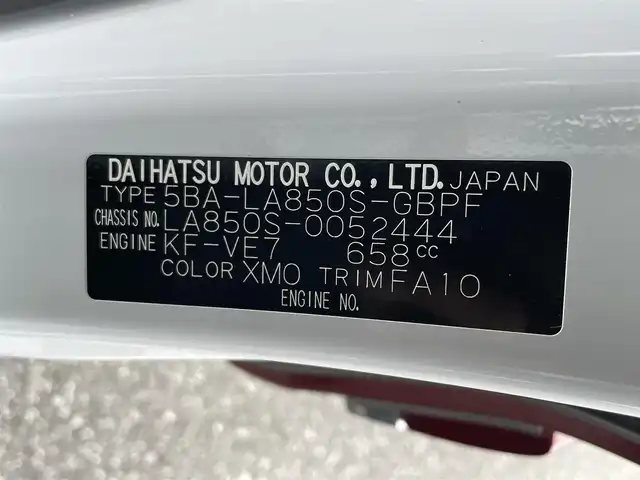 DAIHATSU MOTOR CO., LTD. JAPAN
TYPE 5BA-LA850S-GBPF
CHASSIS NO. LA850S-0052444
ENGINE KF-VE7 658cc
COLOR XM0 TRIM FA10
ENGINE NO.